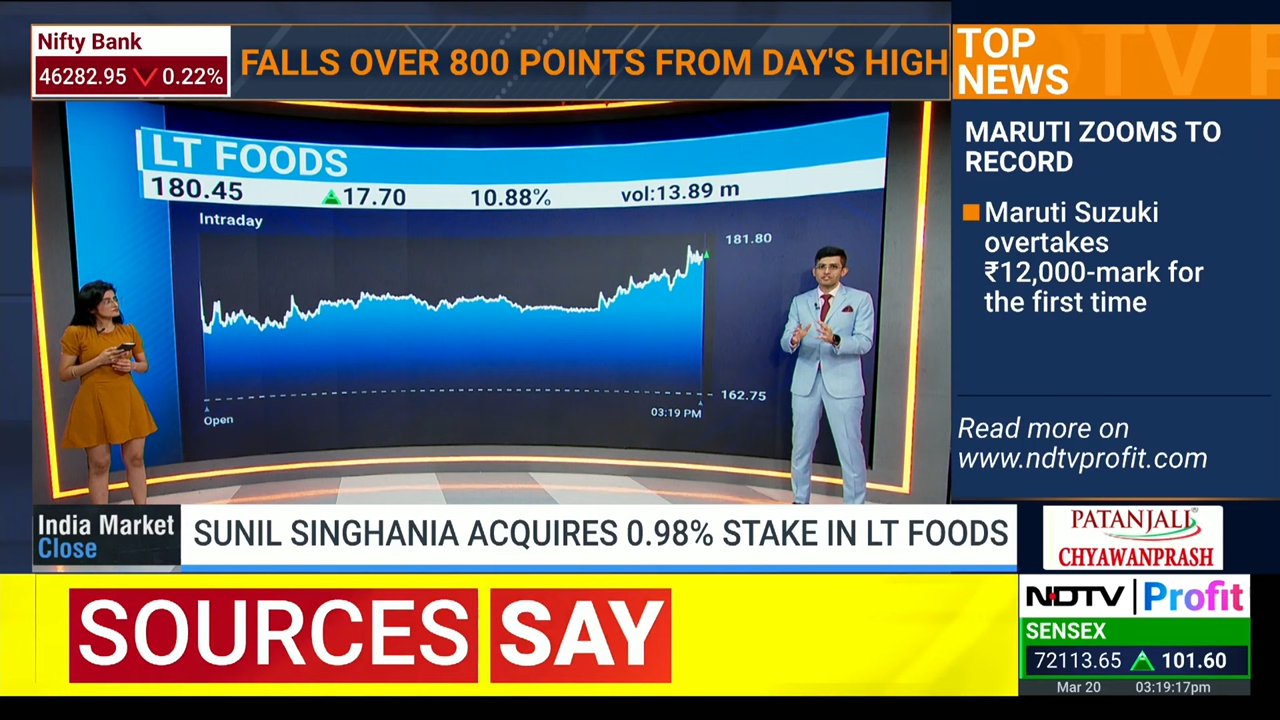 Nifty Bank
46282.95 0.22%
FALLS OVER 800 POINTS FROM DAY'S HIGH
TOP
NEWS
MARUTI ZOOMS TO
RECORD
Maruti Suzuki
overtakes
₹12,000-mark for
the first time
Read more on
www.ndtvprofit.com
LT FOODS
180.45 17.70 10.88% vol:13.89 m
Intraday
181.80
162.75
Open
03:19 PM
India Market
Close
SUNIL SINGHANIA ACQUIRES 0.98% STAKE IN LT FOODS
PATANJALI
CHYAWANPRASH
SOURCES SAY
NDTV Profit
SENSEX
72113.65 101.60
Mar 20 03:19:17pm